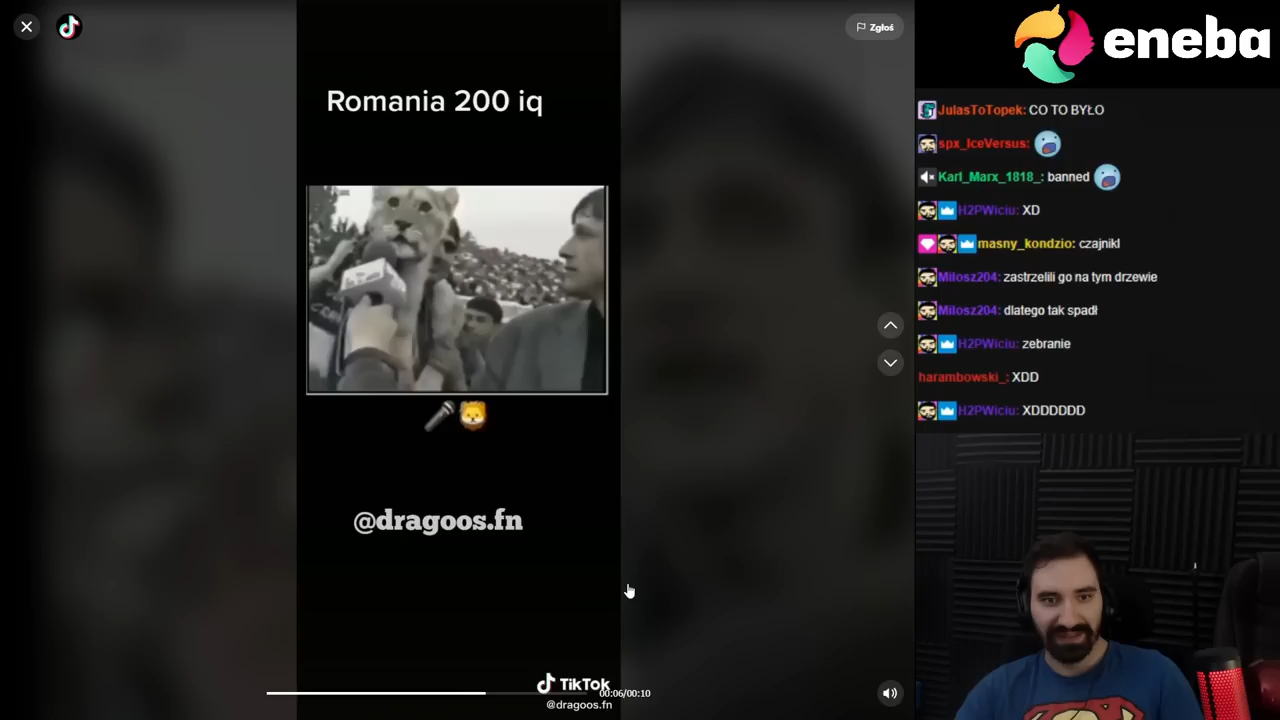 Zgłoś
Romania 200 iq
@dragoos.fn
TikTok
00:06/00:10
@dragoos.fn
eneba
JulasToTopek: CO TO BYŁO
spx_IceVersus:
Karl_Marx_1818_: banned
H2PWiciu: XD
masny_kondzio: czajnikl
Milosz204: zastrzelili go na tym drzewie
Milosz204: dlatego tak spadł
H2PWiciu: zebranie
harambowski_: XDD
H2PWiciu: XDDDDDD